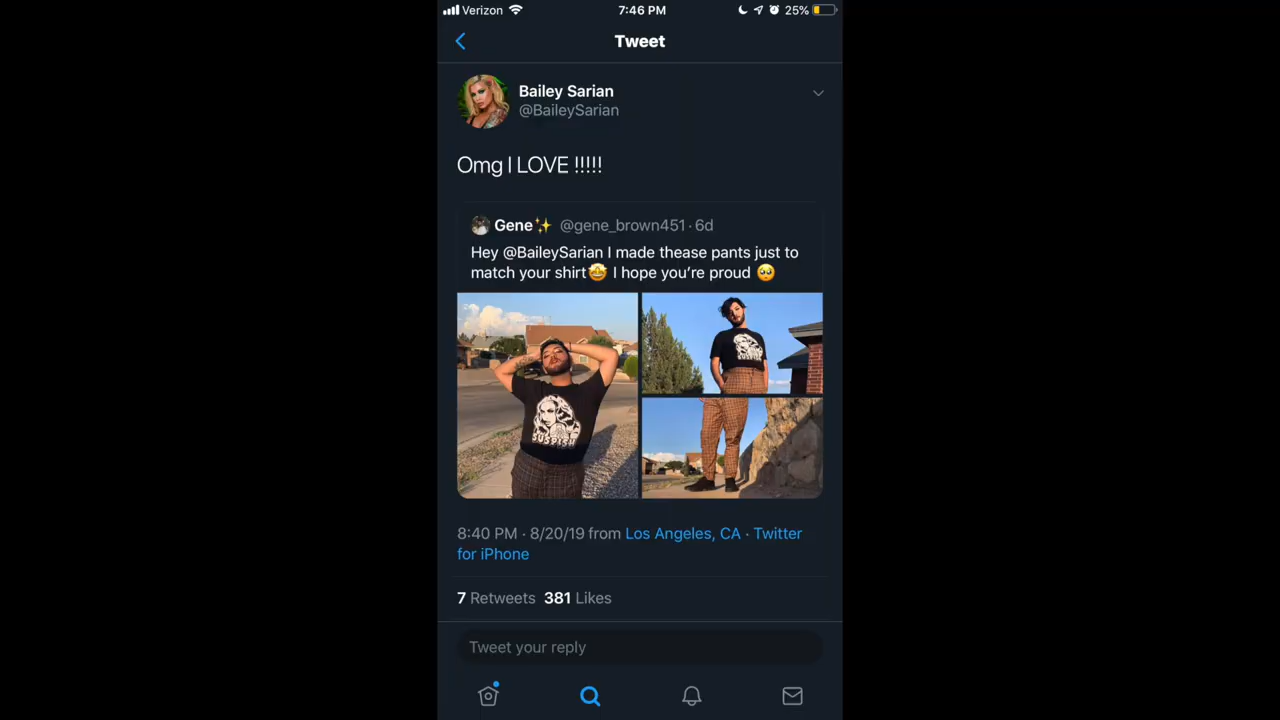 Verizon 7:46 PM 25%
Tweet
Bailey Sarian
@BaileySarian
Omg I LOVE !!!!!
Gene✨ @gene_brown451 · 6d
Hey @BaileySarian I made thease pants just to
match your shirt🤩 I hope you're proud 🥺
SUSPISH
SUSPISH
8:40 PM · 8/20/19 from Los Angeles, CA · Twitter
for iPhone
7 Retweets 381 Likes
Tweet your reply